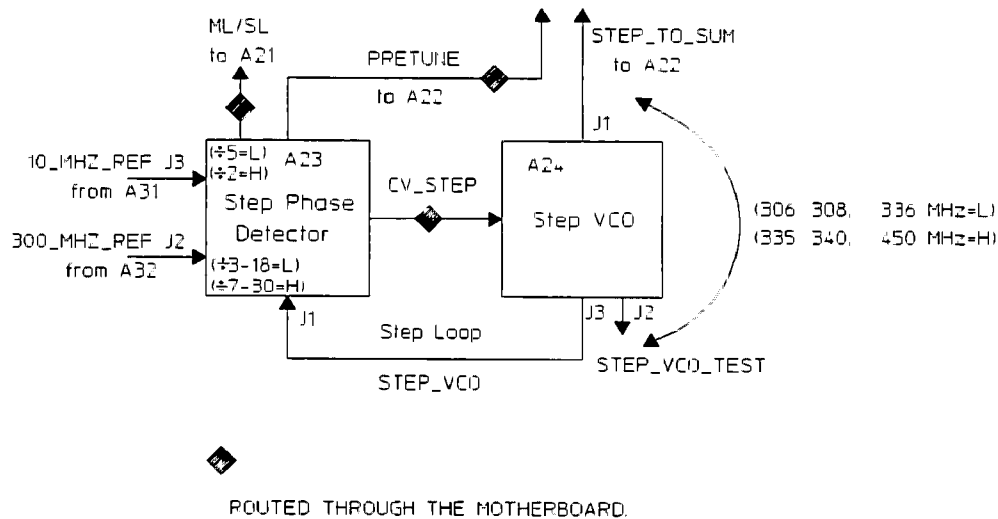 ML/SL
to A21
PRETUNE
to A22
STEP_TO_SUM
to A22
J1
10_MHZ_REF J3
from A31
(÷5=L)
(÷2=H)
A23
Step Phase
Detector
(÷3-18=L)
(÷7-30=H)
300_MHZ_REF J2
from A32
CV_STEP
A24
Step VCO
(306 308, 336 MHz=L)
(335 340, 450 MHz=H)
J1
Step Loop
STEP_VCO
J3
J2
STEP_VCO_TEST
ROUTED THROUGH THE MOTHERBOARD.